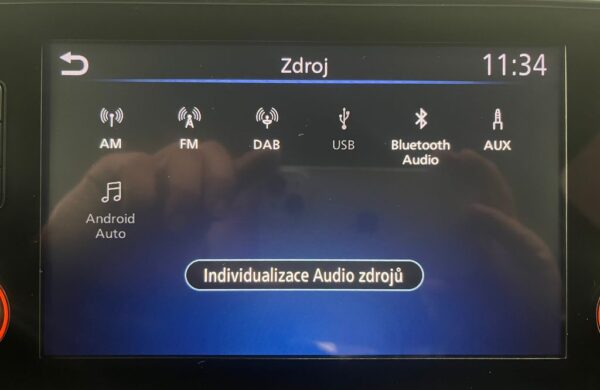 Zdroj 11:34
AM FM DAB USB Bluetooth Audio AUX
Android Auto
Individualizace Audio zdrojů